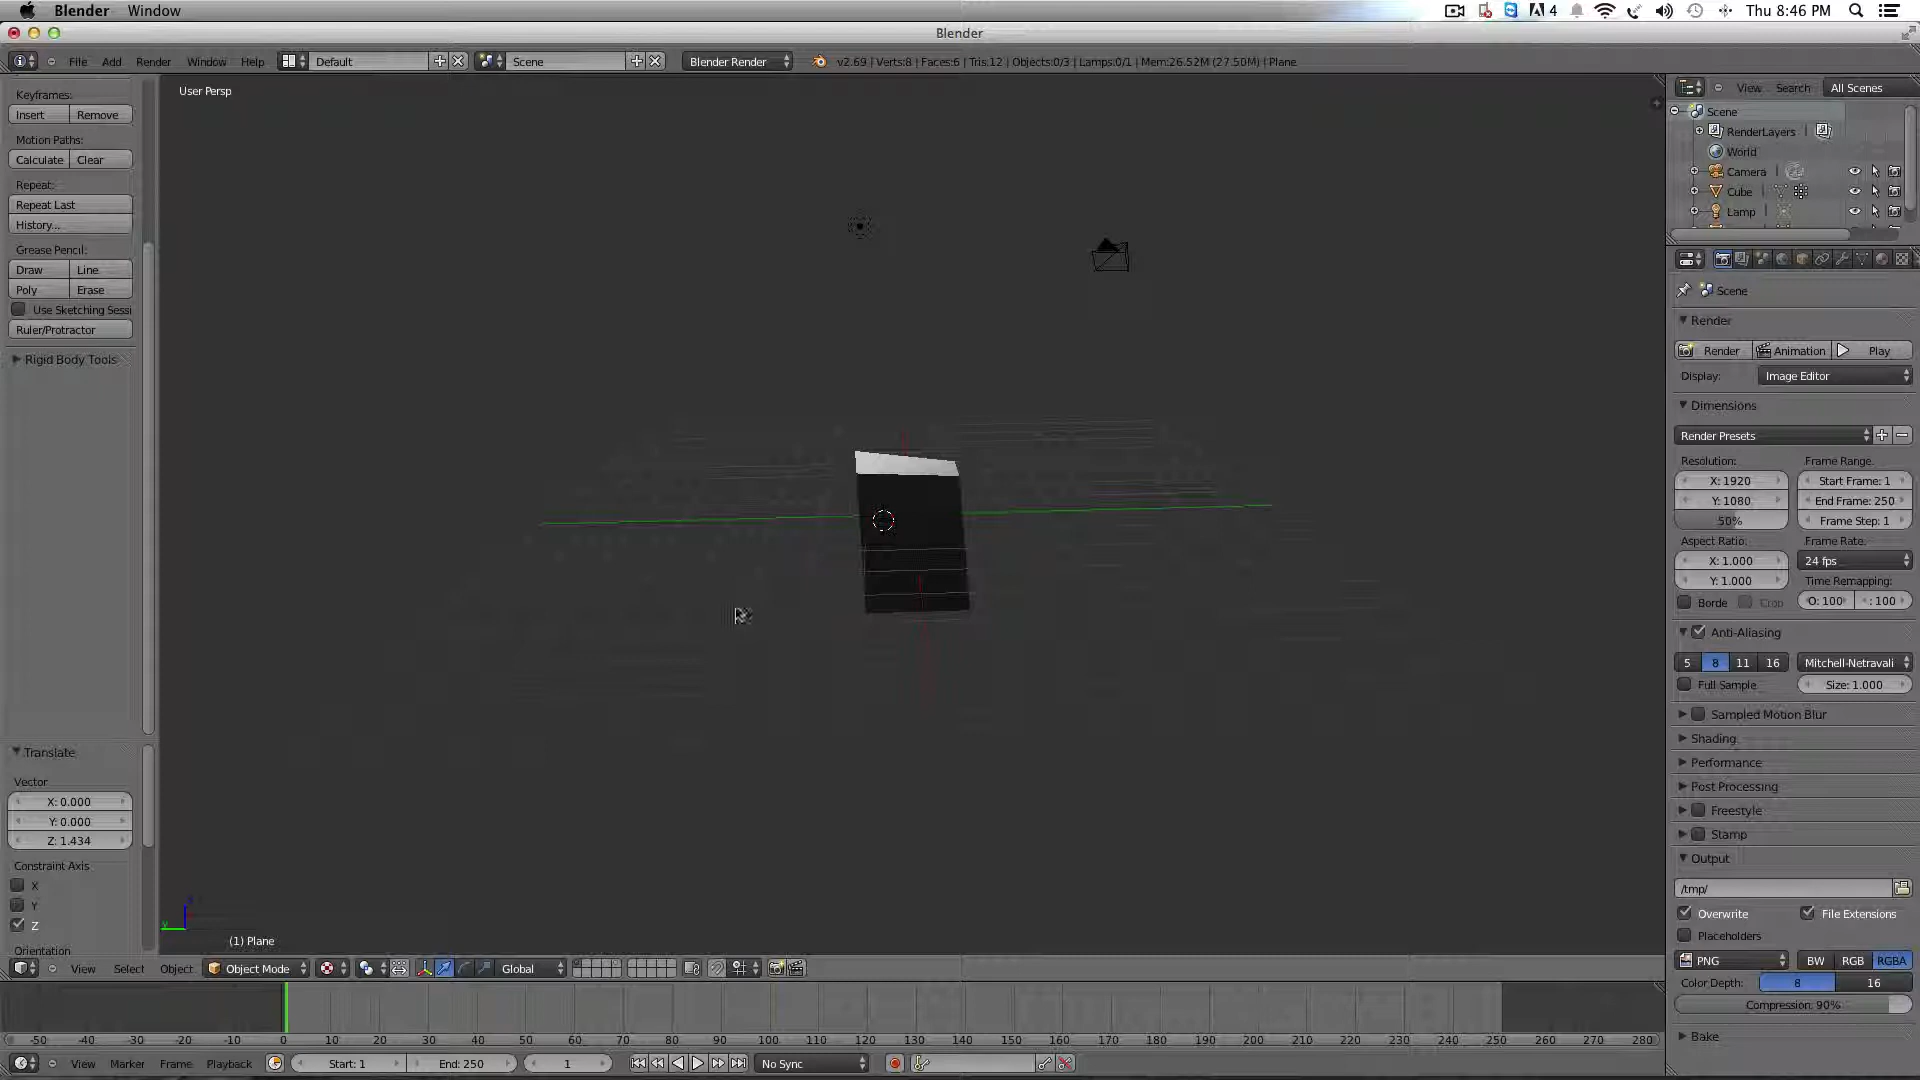 Blender Window 4 Thu 8:46 PM
Blender
File Add Render Window Help Default Scene Blender Render v2.69 | Verts:8 | Faces:6 | Tris:12 | Objects:0/3 | Lamps:0/1 | Mem:26.52M (27.50M) | Plane
Keyframes:
Insert Remove
Motion Paths:
Calculate Clear
Repeat:
Repeat Last
History...
Grease Pencil:
Draw Line
Poly Erase
Use Sketching Sessi
Ruler/Protractor
Rigid Body Tools
Translate
Vector
X: 0.000
Y: 0.000
Z: 1.434
Constraint Axis
X
Y
Z
Orientation
User Persp
(1) Plane
View Select Object Object Mode Global
-50 -40 -30 -20 -10 0 10 20 30 40 50 60 70 80 90 100 110 120 130 140 150 160 170 180 190 200 210 220 230 240 250 260 270 280
View Marker Frame Playback Start: 1 End: 250 1 No Sync
View Search All Scenes
Scene
RenderLayers
World
Camera
Cube
Lamp
Scene
Render
Render Animation Play
Display: Image Editor
Dimensions
Render Presets
Resolution: Frame Range:
X: 1920 Start Frame: 1
Y: 1080 End Frame: 250
50% Frame Step: 1
Aspect Ratio: Frame Rate:
X: 1.000 24 fps
Y: 1.000 Time Remapping:
Borde Crop O: 100 : 100
Anti-Aliasing
5 8 11 16 Mitchell-Netravali
Full Sample Size: 1.000
Sampled Motion Blur
Shading
Performance
Post Processing
Freestyle
Stamp
Output
/tmp/
Overwrite File Extensions
Placeholders
PNG BW RGB RGBA
Color Depth: 8 16
Compression: 90%
Bake